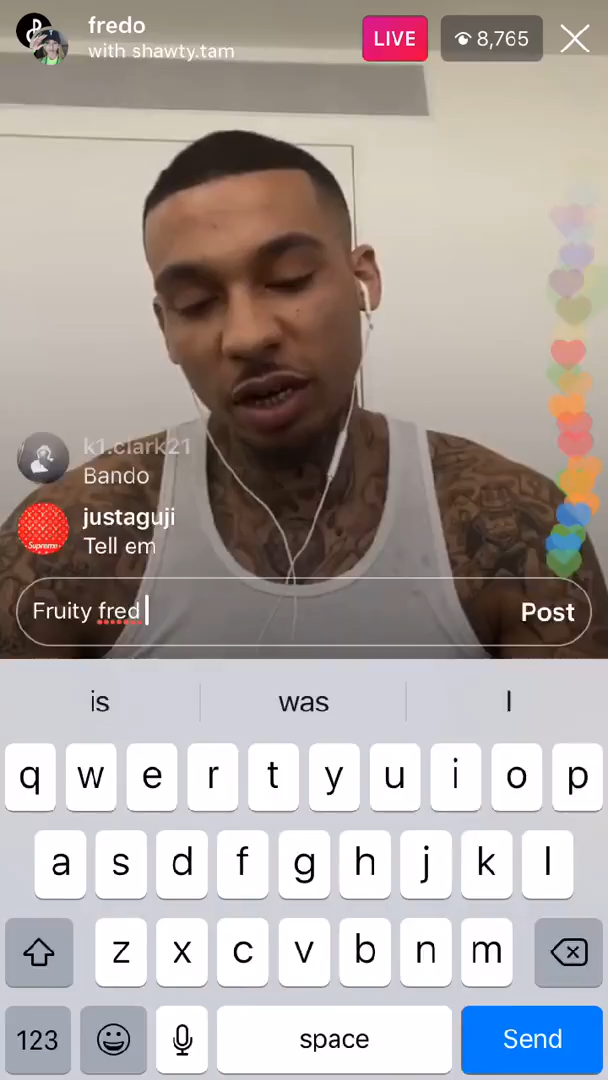 fredo
with shawty.tam
LIVE
8,765
k1.clark21
Bando
justaguji
Supreme
Tell em
Fruity fred
Post
is was I
q w e r t y u i o p
a s d f g h j k l
z x c v b n m
123 space Send